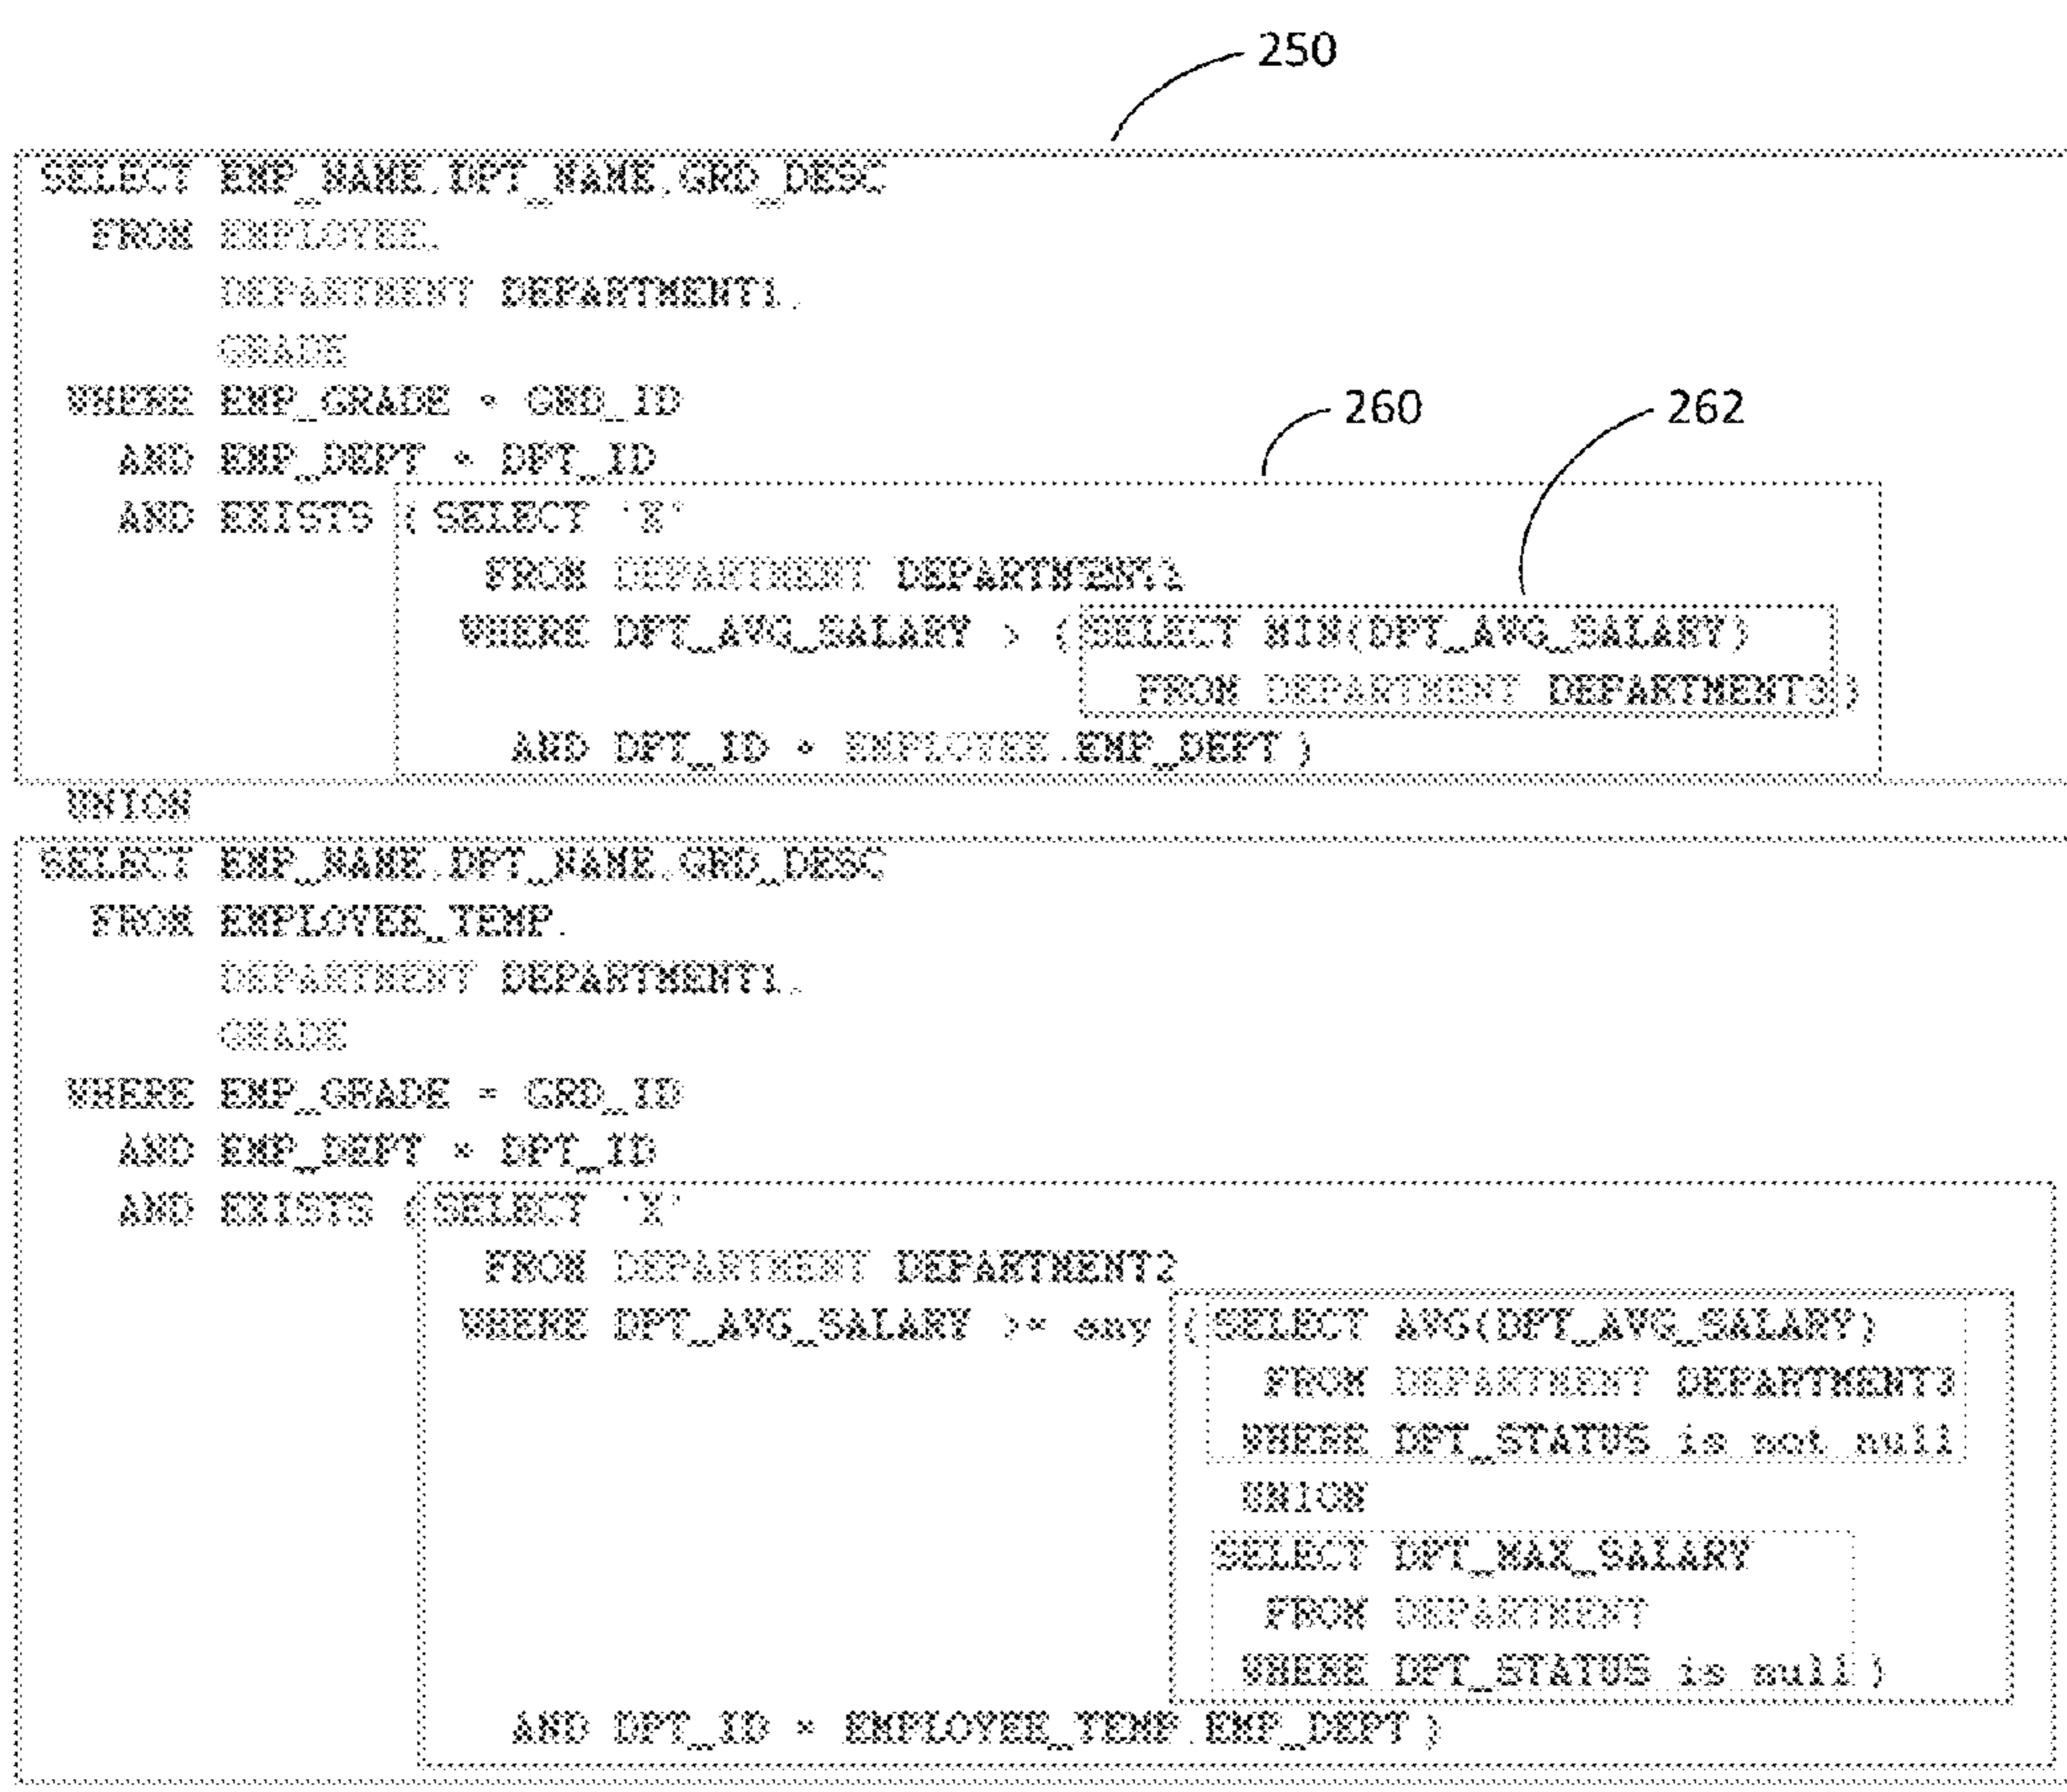 250
SELECT EMP_NAME,DPT_NAME,GRD_DESC
FROM EMPLOYEE,
DEPARTMENT DEPARTMENT1,
GRADE
260
262
WHERE EMP_GRADE = GRD_ID
AND EMP_DEPT = DPT_ID
AND EXISTS (SELECT 'X'
FROM DEPARTMENT DEPARTMENT2
WHERE DPT_AVG_SALARY > (SELECT MIN(DPT_AVG_SALARY)
FROM DEPARTMENT DEPARTMENT3)
AND DPT_ID = EMPLOYEE.EMP_DEPT)
UNION
SELECT EMP_NAME,DPT_NAME,GRD_DESC
FROM EMPLOYEE_TEMP,
DEPARTMENT DEPARTMENT1,
GRADE
WHERE EMP_GRADE = GRD_ID
AND EMP_DEPT = DPT_ID
AND EXISTS (SELECT 'X'
FROM DEPARTMENT DEPARTMENT2
WHERE DPT_AVG_SALARY >= any (SELECT AVG(DPT_AVG_SALARY)
FROM DEPARTMENT DEPARTMENT3
WHERE DPT_STATUS is not null
UNION
SELECT DPT_MAX_SALARY
FROM DEPARTMENT
WHERE DPT_STATUS is null)
AND DPT_ID = EMPLOYEE_TEMP.EMP_DEPT)